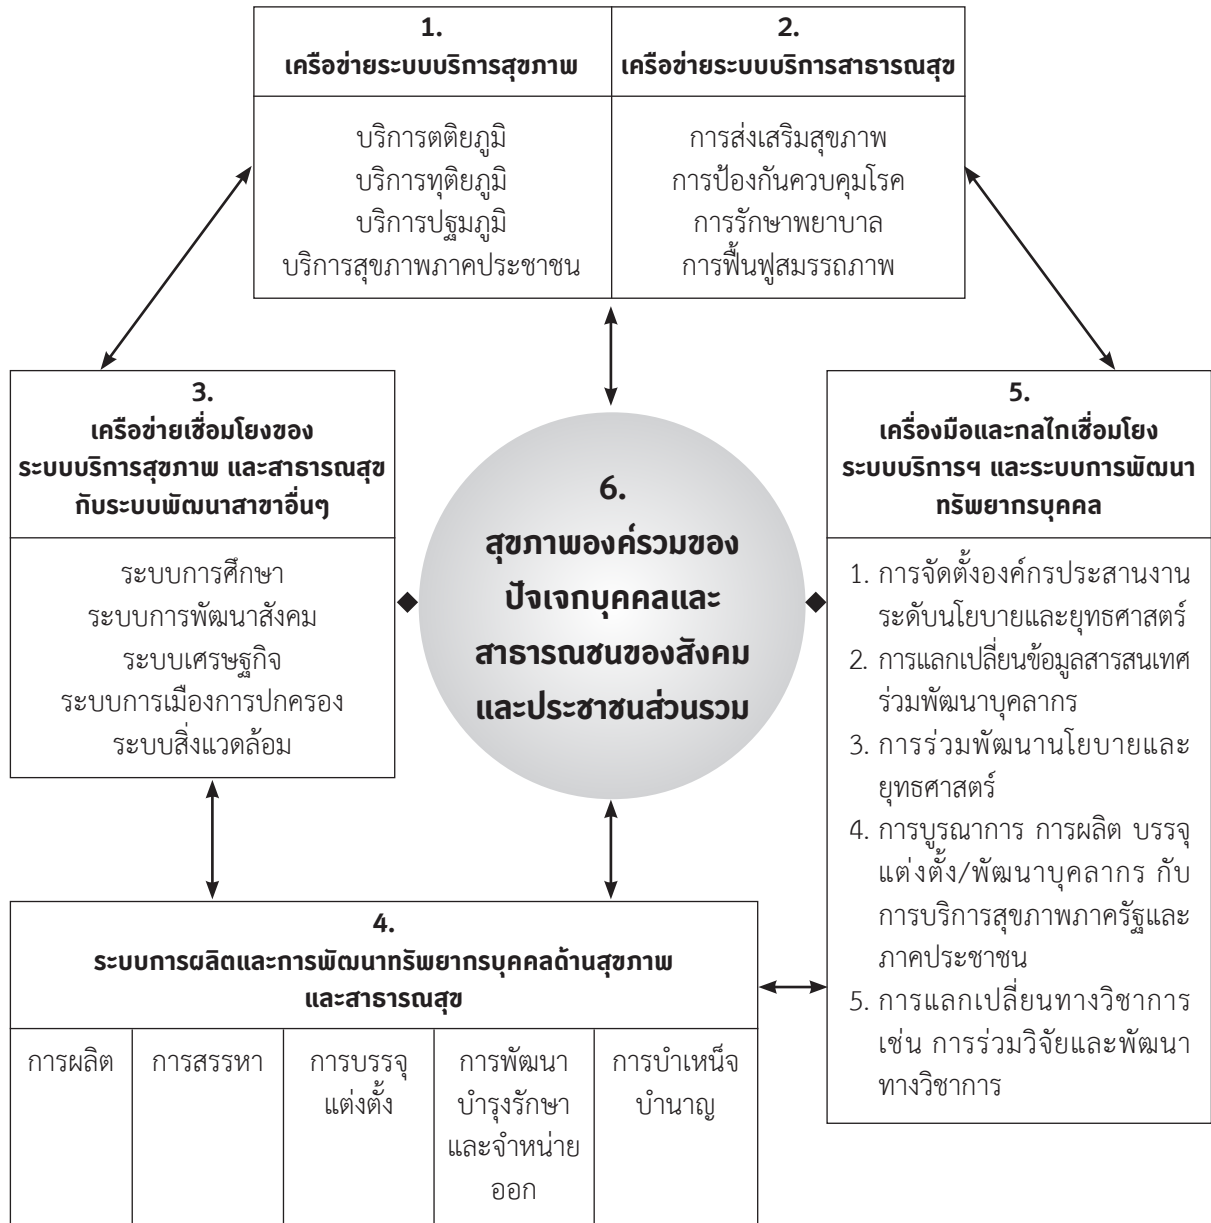 1.
เครือข่ายระบบบริการสุขภาพ
บริการตติยภูมิ
บริการทุติยภูมิ
บริการปฐมภูมิ
บริการสุขภาพภาคประชาชน
2.
เครือข่ายระบบบริการสาธารณสุข
การส่งเสริมสุขภาพ
การป้องกันควบคุมโรค
การรักษาพยาบาล
การฟื้นฟูสมรรถภาพ
3.
เครือข่ายเชื่อมโยงของ
ระบบบริการสุขภาพ และสาธารณสุข
กับระบบพัฒนาสาขาอื่นๆ
ระบบการศึกษา
ระบบการพัฒนาสังคม
ระบบเศรษฐกิจ
ระบบการเมืองการปกครอง
ระบบสิ่งแวดล้อม
6.
สุขภาพองค์รวมของ
ปัจเจกบุคคลและ
สาธารณชนของสังคม
และประชาชนส่วนรวม
5.
เครื่องมือและกลไกเชื่อมโยง
ระบบบริการฯ และระบบการพัฒนา
ทรัพยากรบุคคล
1. การจัดตั้งองค์กรประสานงาน
ระดับนโยบายและยุทธศาสตร์
2. การแลกเปลี่ยนข้อมูลสารสนเทศ
ร่วมพัฒนาบุคลากร
3. การร่วมพัฒนานโยบายและ
ยุทธศาสตร์
4. การบูรณาการ การผลิต บรรจุ
แต่งตั้ง/พัฒนาบุคลากร กับ
การบริการสุขภาพภาครัฐและ
ภาคประชาชน
5. การแลกเปลี่ยนทางวิชาการ
เช่น การร่วมวิจัยและพัฒนา
ทางวิชาการ
4.
ระบบการผลิตและการพัฒนาทรัพยากรบุคคลด้านสุขภาพ
และสาธารณสุข
การผลิต
การสรรหา
การบรรจุ
แต่งตั้ง
การพัฒนา
บำรุงรักษา
และจำหน่าย
ออก
การบำเหน็จ
บำนาญ